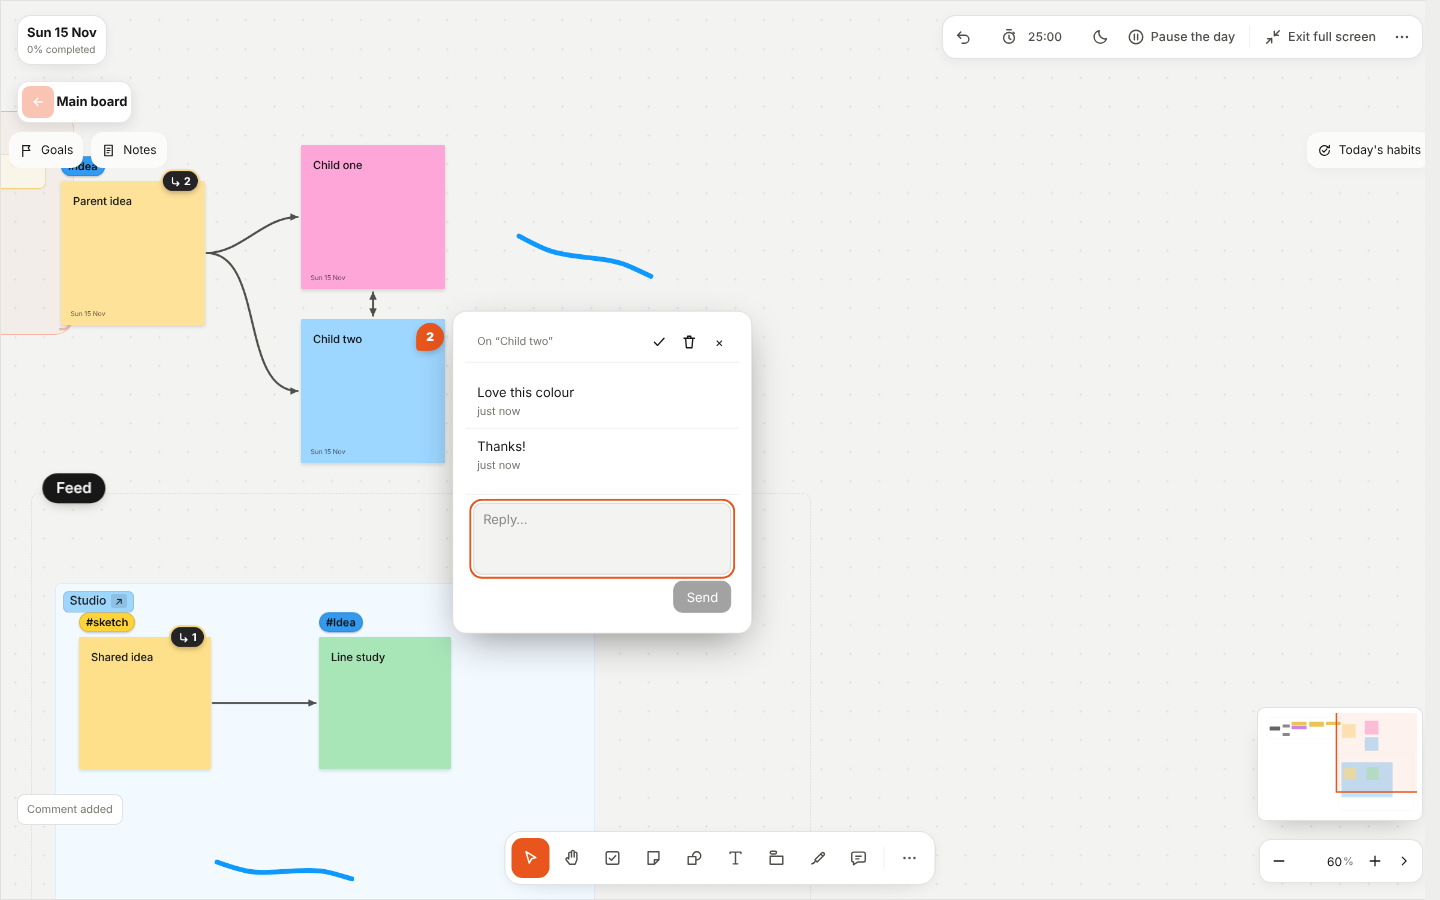 Sun 15 Nov
0% completed
25:00
Pause the day
Exit full screen
Main board
Goals
Notes
Today's habits
Idea
2
Parent idea
Sun 15 Nov
Child one
Sun 15 Nov
Child two
2
Sun 15 Nov
On “Child two”
Love this colour
just now
Thanks!
just now
Reply...
Send
Feed
Studio
#sketch
1
Shared idea
#Idea
Line study
Comment added
60%